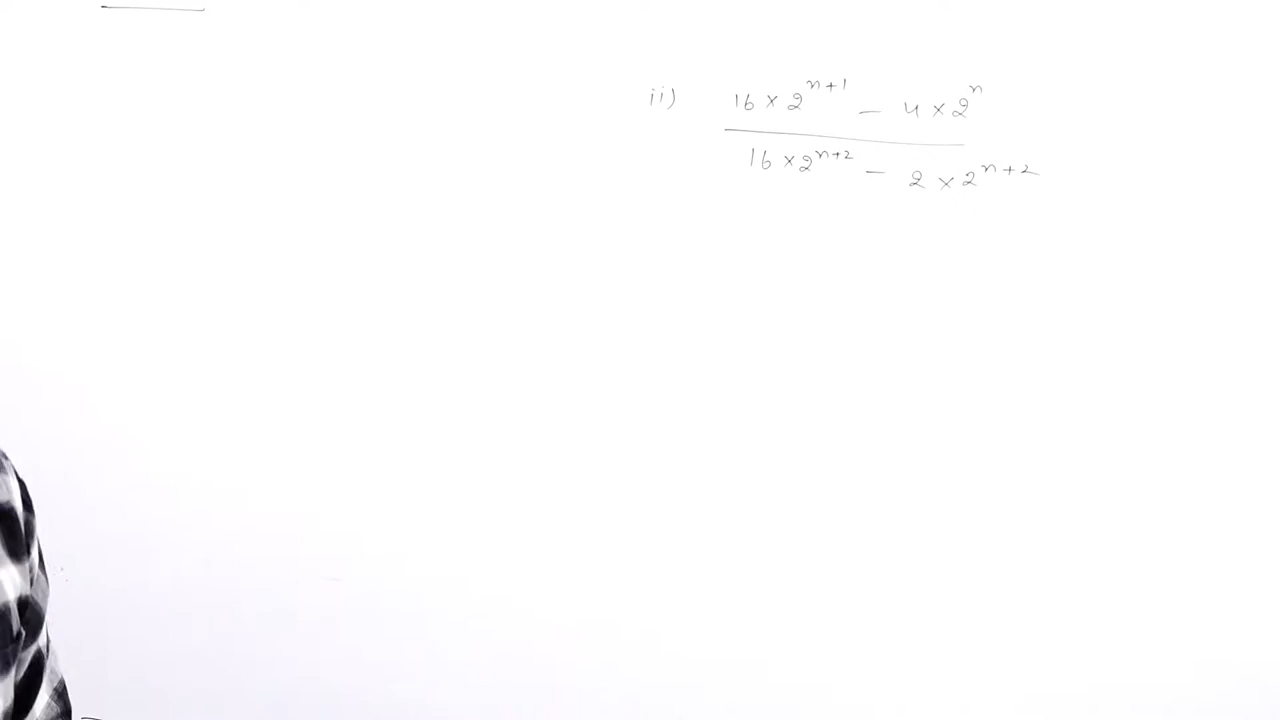 ii) 16 × 2^{n+1} - 4 × 2^n
16 × 2^{n+2} - 2 × 2^{n+2}